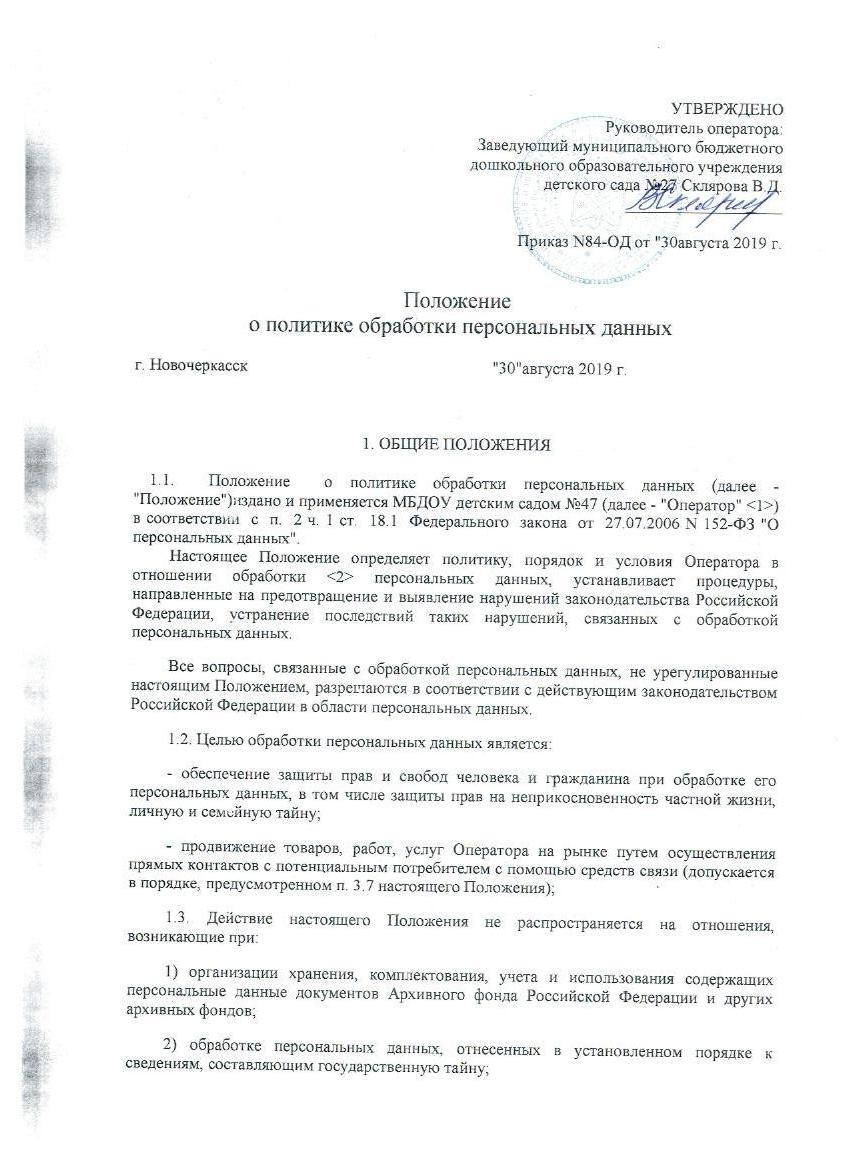 УТВЕРЖДЕНО
Руководитель оператора:
Заведующий муниципального бюджетного
дошкольного образовательного учреждения
детского сада №27 Склярова В.Д.
Приказ N84-ОД от "30августа 2019 г.
Положение
о политике обработки персональных данных
г. Новочеркасск "30"августа 2019 г.
1. ОБЩИЕ ПОЛОЖЕНИЯ
1.1. Положение о политике обработки персональных данных (далее -
"Положение")издано и применяется МБДОУ детским садом №47 (далее - "Оператор" <1>)
в соответствии с п. 2 ч. 1 ст. 18.1 Федерального закона от 27.07.2006 N 152-ФЗ "О
персональных данных".
Настоящее Положение определяет политику, порядок и условия Оператора в
отношении обработки <2> персональных данных, устанавливает процедуры,
направленные на предотвращение и выявление нарушений законодательства Российской
Федерации, устранение последствий таких нарушений, связанных с обработкой
персональных данных.
Все вопросы, связанные с обработкой персональных данных, не урегулированные
настоящим Положением, разрешаются в соответствии с действующим законодательством
Российской Федерации в области персональных данных.
1.2. Целью обработки персональных данных является:
- обеспечение защиты прав и свобод человека и гражданина при обработке его
персональных данных, в том числе защиты прав на неприкосновенность частной жизни,
личную и семейную тайну;
- продвижение товаров, работ, услуг Оператора на рынке путем осуществления
прямых контактов с потенциальным потребителем с помощью средств связи (допускается
в порядке, предусмотренном п. 3.7 настоящего Положения);
1.3. Действие настоящего Положения не распространяется на отношения,
возникающие при:
1) организации хранения, комплектования, учета и использования содержащих
персональные данные документов Архивного фонда Российской Федерации и других
архивных фондов;
2) обработке персональных данных, отнесенных в установленном порядке к
сведениям, составляющим государственную тайну;